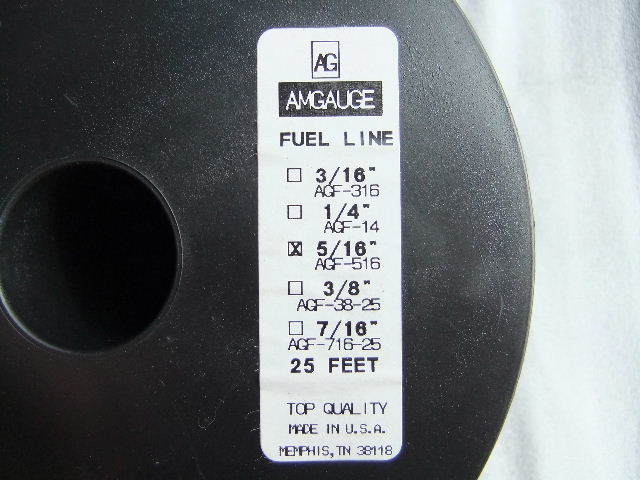 AG
AMGAUGE
FUEL LINE
☐ 3/16"
AGF-316
☐ 1/4"
AGF-14
☒ 5/16"
AGF-516
☐ 3/8"
AGF-38-25
☐ 7/16"
AGF-716-25
25 FEET
TOP QUALITY
MADE IN U.S.A.
MEMPHIS, TN 38118